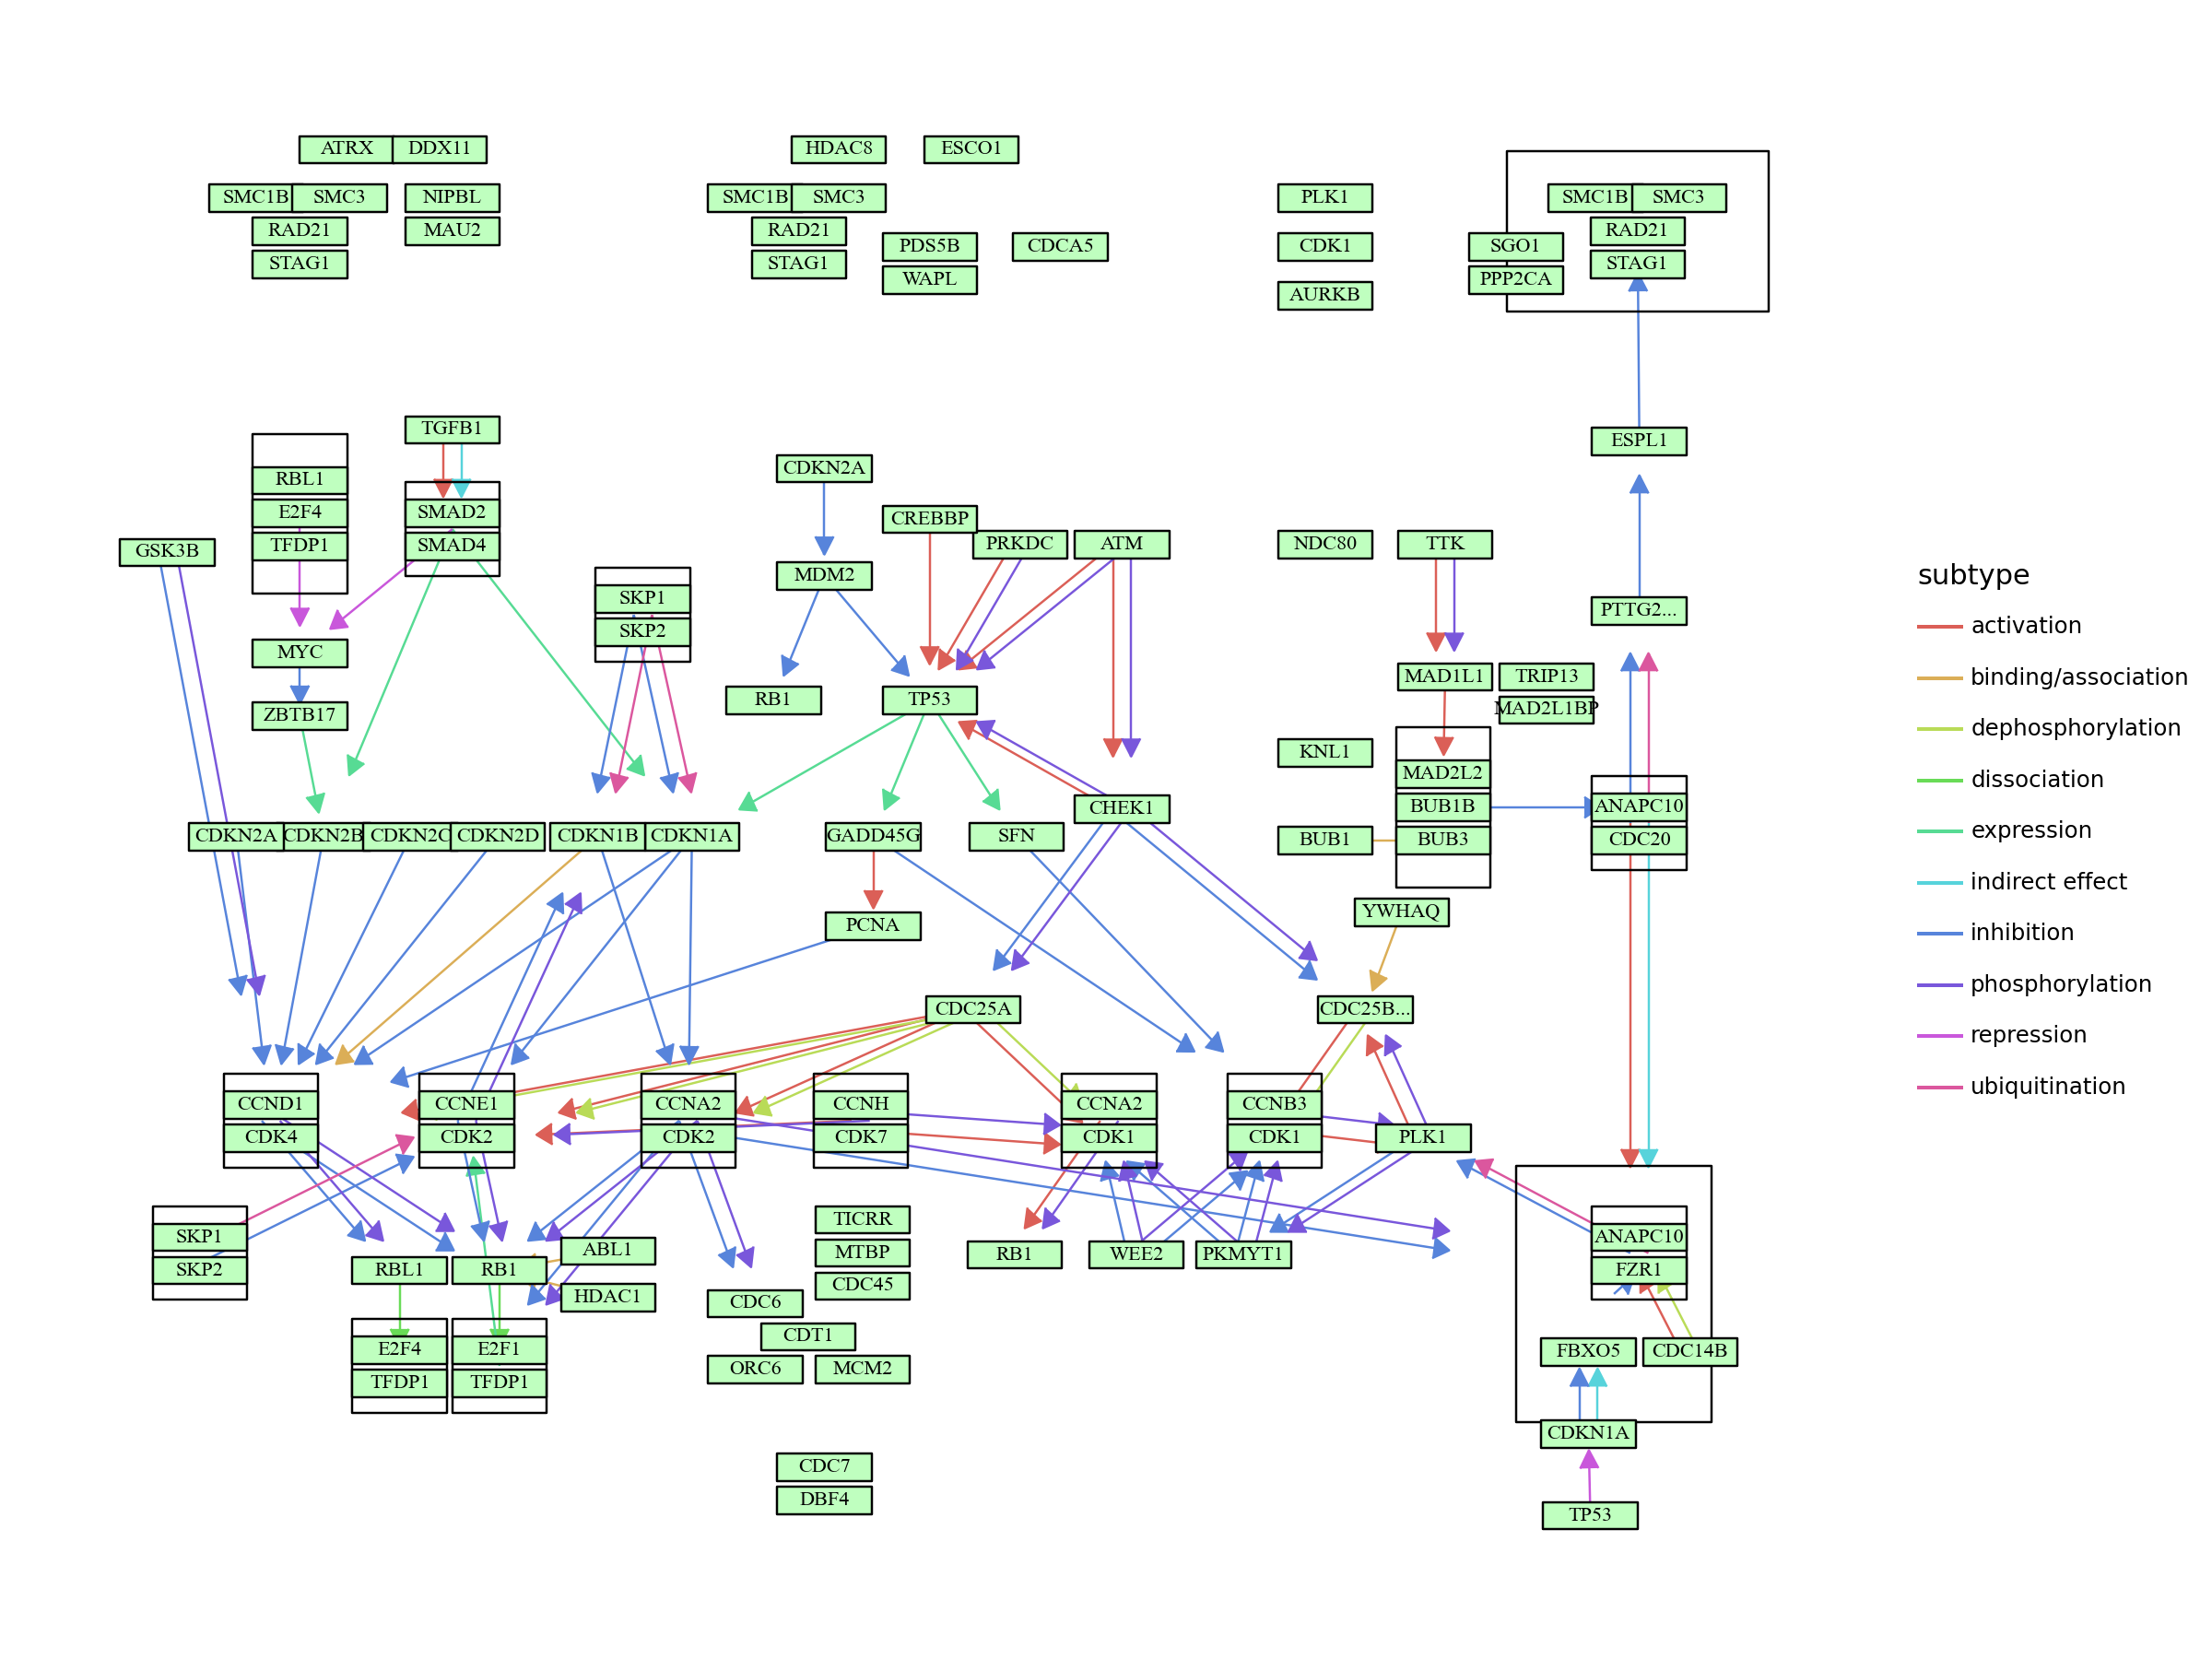 ATRX DDX11 HDAC8 ESCO1
SMC1B SMC3 NIPBL SMC1B SMC3 PLK1 SMC1B SMC3
RAD21 MAU2 RAD21 RAD21
PDS5B CDCA5 CDK1 SGO1
STAG1 STAG1 STAG1
WAPL PPP2CA
AURKB
TGFB1
ESPL1
CDKN2A
RBL1
E2F4 SMAD2
CREBBP
TFDP1 SMAD4 PRKDC ATM NDC80 TTK
GSK3B
MDM2
subtype
SKP1
PTTG2...
activation
SKP2
MYC
MAD1L1 TRIP13
binding/association
RB1 TP53
MAD2L1BP
ZBTB17
dephosphorylation
KNL1
MAD2L2
dissociation
CHEK1 BUB1B ANAPC10
expression
CDKN2A CDKN2B CDKN2C CDKN2D CDKN1B CDKN1A GADD45G SFN BUB1 BUB3 CDC20
indirect effect
YWHAQ
PCNA
inhibition
phosphorylation
CDC25A CDC25B...
repression
ubiquitination
CCND1 CCNE1 CCNA2 CCNH CCNA2 CCNB3
CDK4 CDK2 CDK2 CDK7 CDK1 CDK1 PLK1
TICRR
SKP1 ANAPC10
ABL1 MTBP RB1 WEE2 PKMYT1
SKP2 RBL1 RB1 FZR1
CDC45
HDAC1
CDC6
CDT1
E2F4 E2F1 FBXO5 CDC14B
ORC6 MCM2
TFDP1 TFDP1
CDKN1A
CDC7
DBF4
TP53